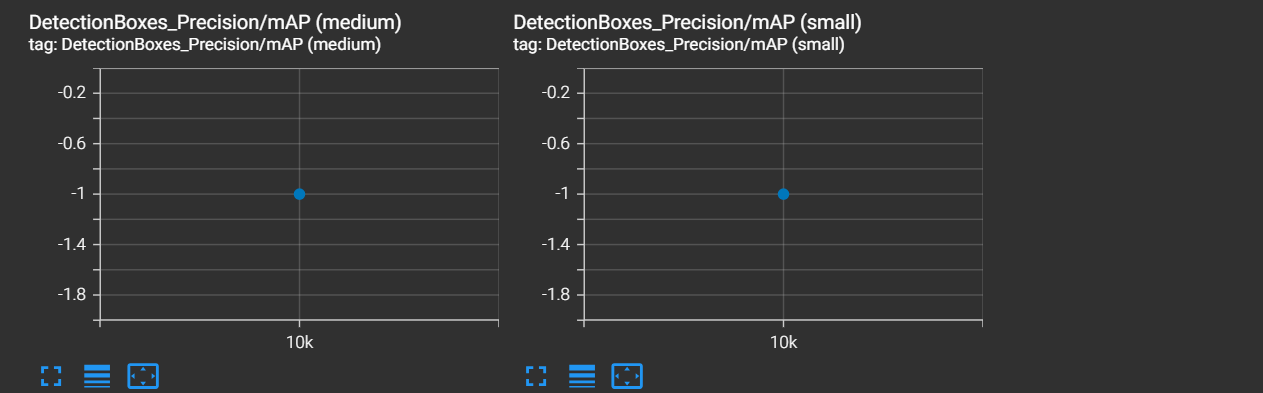 DetectionBoxes_Precision/mAP (medium)
tag: DetectionBoxes_Precision/mAP (medium)
-0.2
-0.6
-1
-1.4
-1.8
10k
DetectionBoxes_Precision/mAP (small)
tag: DetectionBoxes_Precision/mAP (small)
-0.2
-0.6
-1
-1.4
-1.8
10k